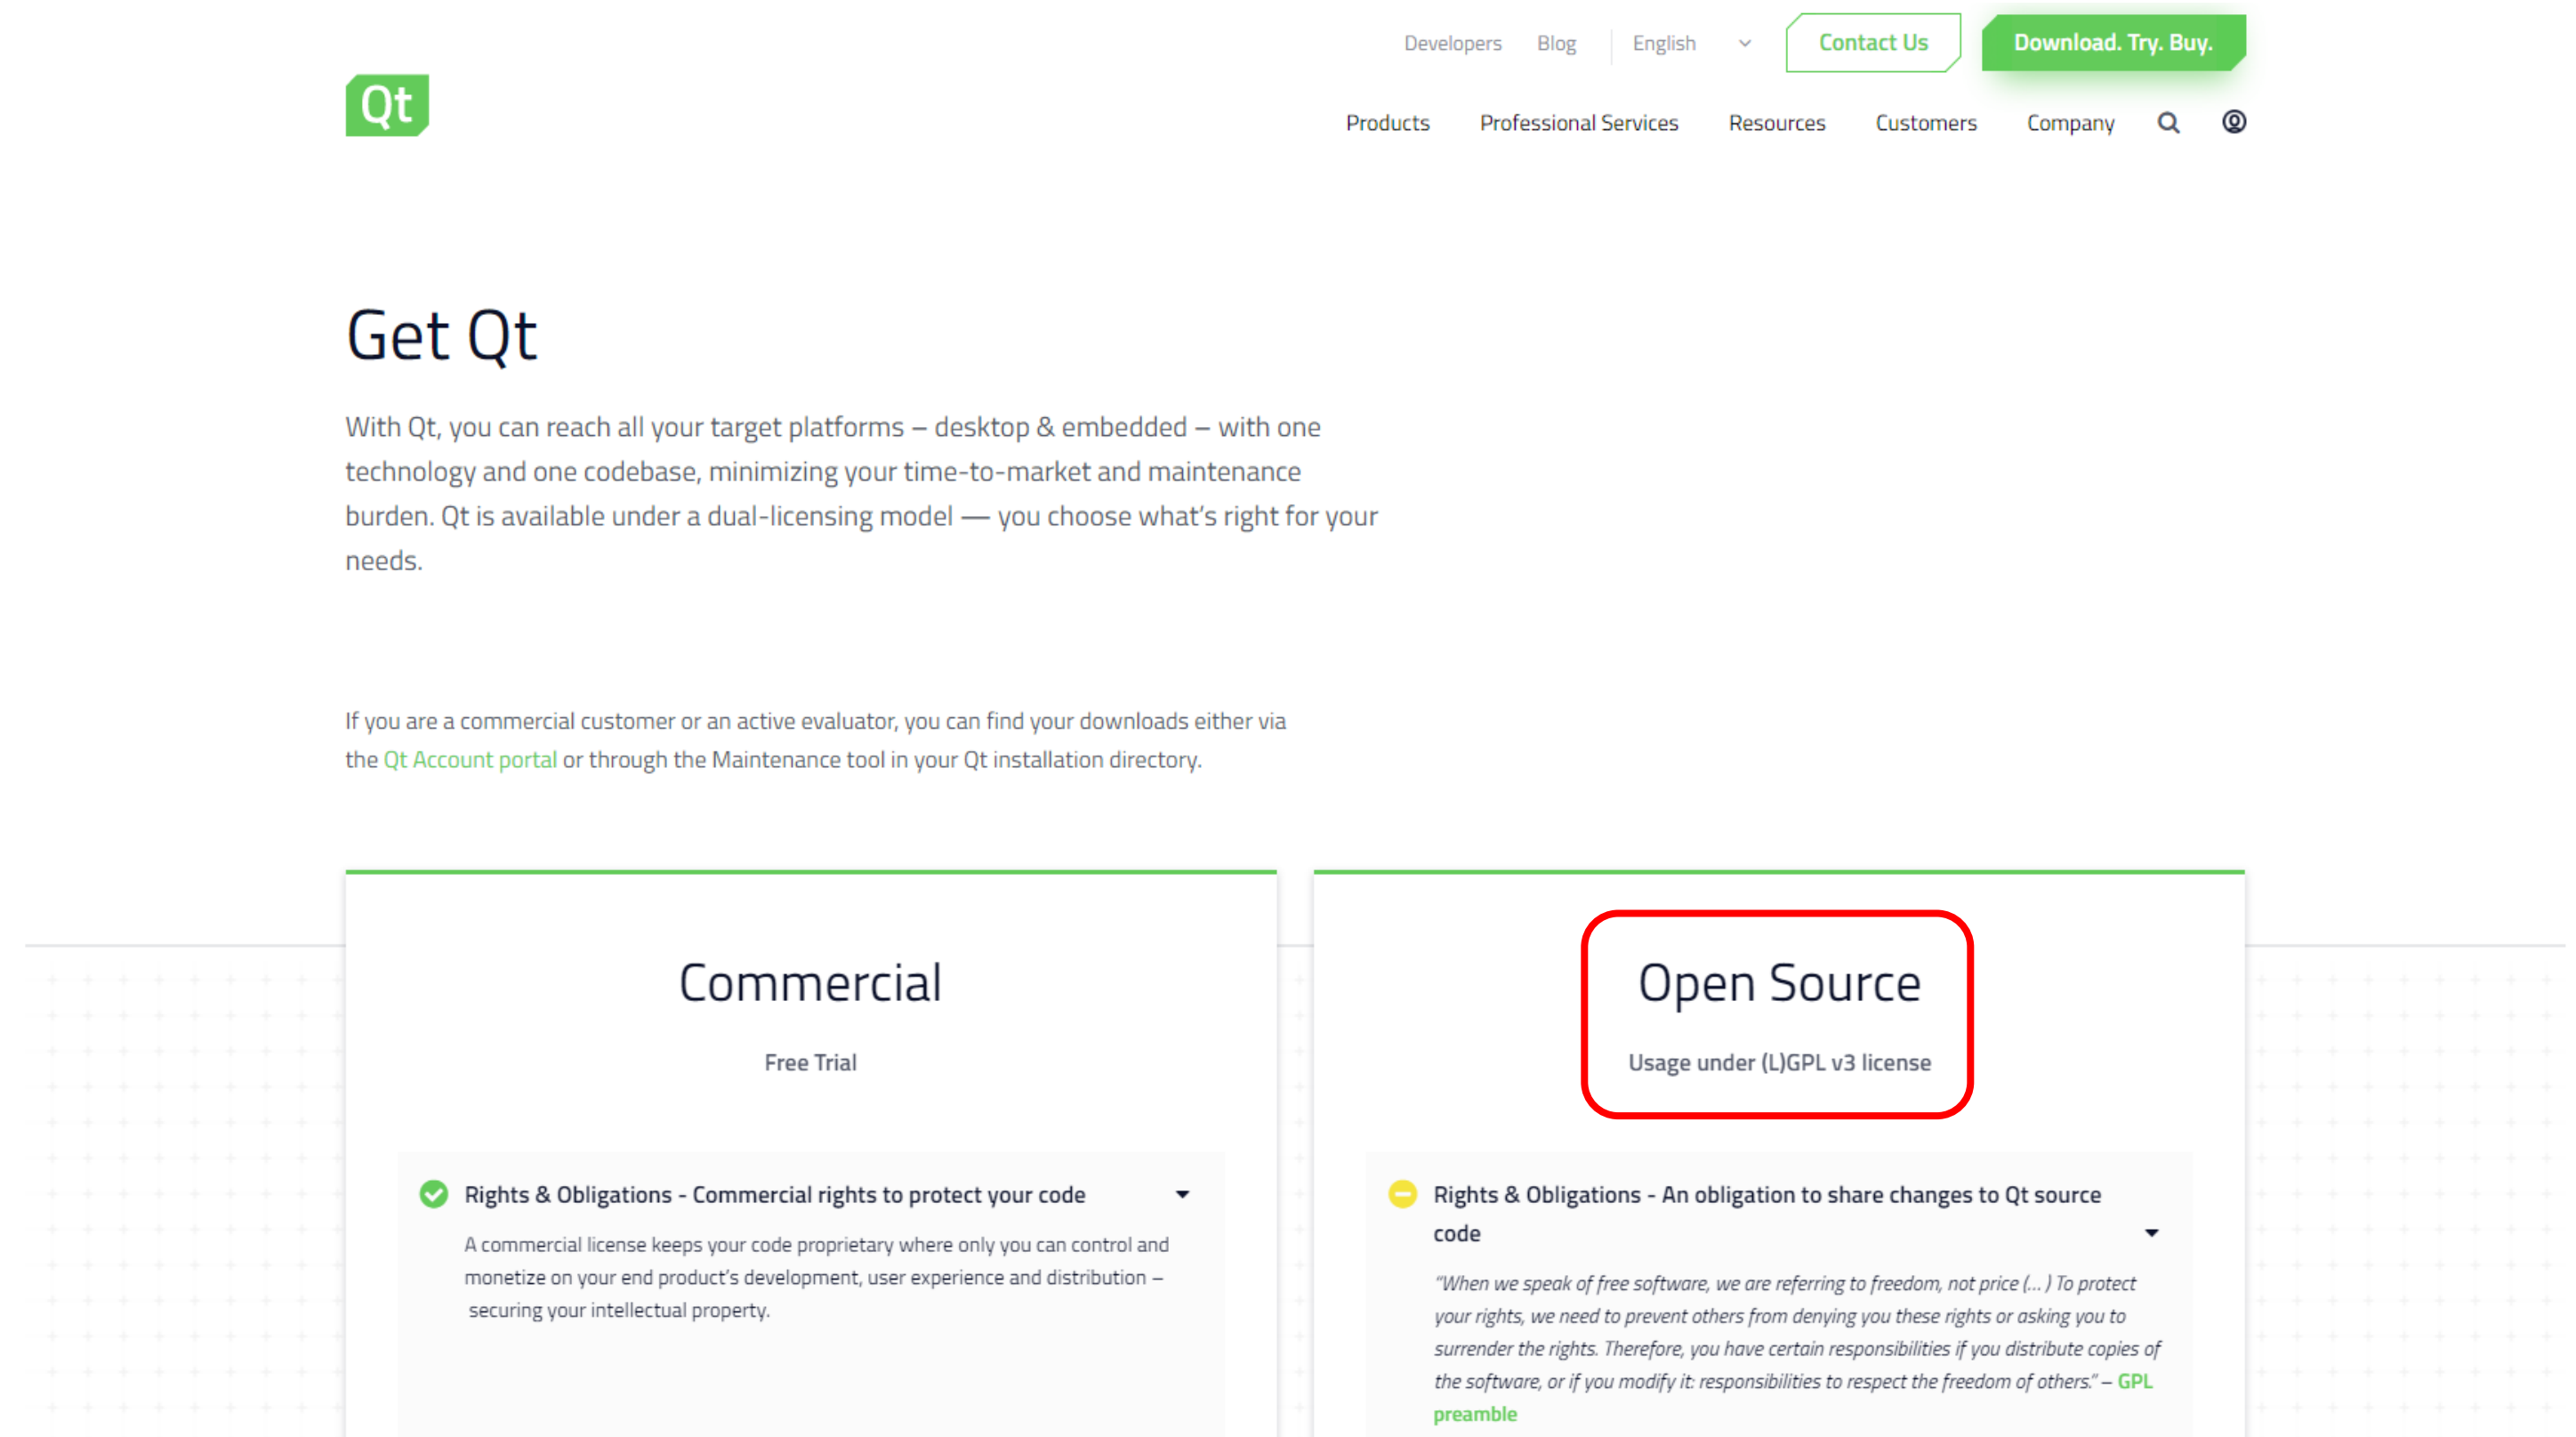 Developers Blog English Contact Us Download. Try. Buy.
Qt
Products Professional Services Resources Customers Company
Get Qt
With Qt, you can reach all your target platforms – desktop & embedded – with one
technology and one codebase, minimizing your time-to-market and maintenance
burden. Qt is available under a dual-licensing model — you choose what's right for your
needs.
If you are a commercial customer or an active evaluator, you can find your downloads either via
the Qt Account portal or through the Maintenance tool in your Qt installation directory.
Commercial
Free Trial
Rights & Obligations - Commercial rights to protect your code
A commercial license keeps your code proprietary where only you can control and
monetize on your end product's development, user experience and distribution –
securing your intellectual property.
Open Source
Usage under (L)GPL v3 license
Rights & Obligations - An obligation to share changes to Qt source
code
"When we speak of free software, we are referring to freedom, not price (... ) To protect
your rights, we need to prevent others from denying you these rights or asking you to
surrender the rights. Therefore, you have certain responsibilities if you distribute copies of
the software, or if you modify it: responsibilities to respect the freedom of others." – GPL
preamble